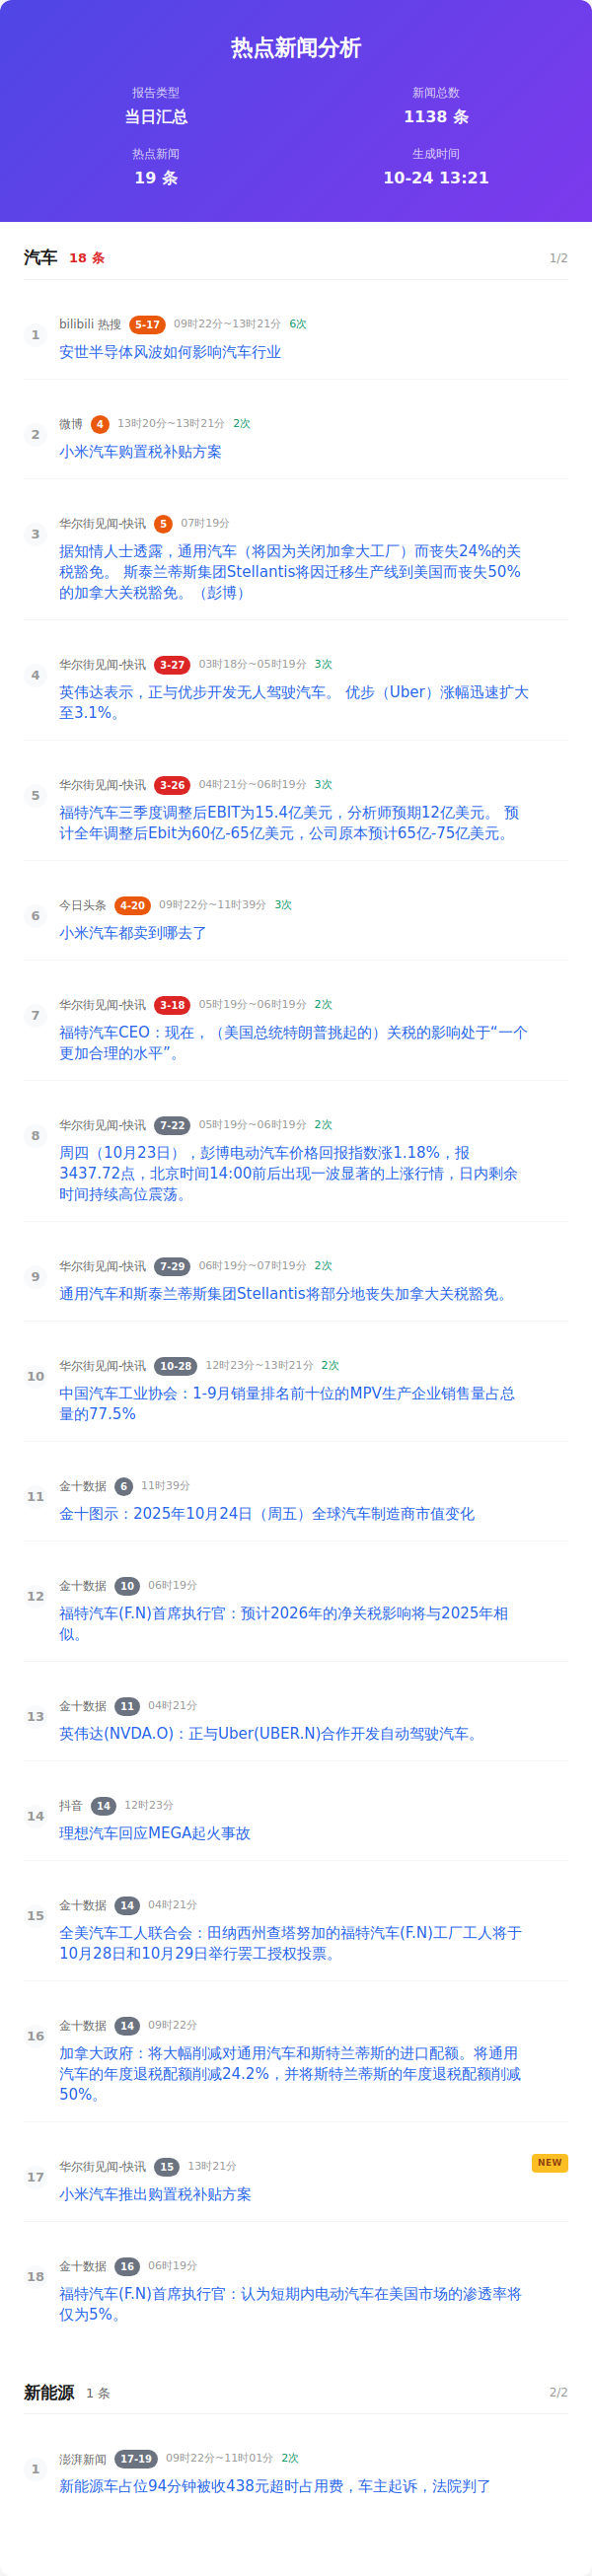 热点新闻分析
报告类型
新闻总数
当日汇总
1138 条
热点新闻
生成时间
19 条
10-24 13:21
汽车 18 条 1/2
1 bilibili 热搜 5-17 09时22分~13时21分 6次
安世半导体风波如何影响汽车行业
2 微博 4 13时20分~13时21分 2次
小米汽车购置税补贴方案
3 华尔街见闻-快讯 5 07时19分
据知情人士透露，通用汽车（将因为关闭加拿大工厂）而丧失24%的关
税豁免。 斯泰兰蒂斯集团Stellantis将因迁移生产线到美国而丧失50%
的加拿大关税豁免。（彭博）
4 华尔街见闻-快讯 3-27 03时18分~05时19分 3次
英伟达表示，正与优步开发无人驾驶汽车。 优步（Uber）涨幅迅速扩大
至3.1%。
5 华尔街见闻-快讯 3-26 04时21分~06时19分 3次
福特汽车三季度调整后EBIT为15.4亿美元，分析师预期12亿美元。 预
计全年调整后Ebit为60亿-65亿美元，公司原本预计65亿-75亿美元。
6 今日头条 4-20 09时22分~11时39分 3次
小米汽车都卖到哪去了
7 华尔街见闻-快讯 3-18 05时19分~06时19分 2次
福特汽车CEO：现在，（美国总统特朗普挑起的）关税的影响处于“一个
更加合理的水平”。
8 华尔街见闻-快讯 7-22 05时19分~06时19分 2次
周四（10月23日），彭博电动汽车价格回报指数涨1.18%，报
3437.72点，北京时间14:00前后出现一波显著的上涨行情，日内剩余
时间持续高位震荡。
9 华尔街见闻-快讯 7-29 06时19分~07时19分 2次
通用汽车和斯泰兰蒂斯集团Stellantis将部分地丧失加拿大关税豁免。
10 华尔街见闻-快讯 10-28 12时23分~13时21分 2次
中国汽车工业协会：1-9月销量排名前十位的MPV生产企业销售量占总
量的77.5%
11 金十数据 6 11时39分
金十图示：2025年10月24日（周五）全球汽车制造商市值变化
12 金十数据 10 06时19分
福特汽车(F.N)首席执行官：预计2026年的净关税影响将与2025年相
似。
13 金十数据 11 04时21分
英伟达(NVDA.O)：正与Uber(UBER.N)合作开发自动驾驶汽车。
14 抖音 14 12时23分
理想汽车回应MEGA起火事故
15 金十数据 14 04时21分
全美汽车工人联合会：田纳西州查塔努加的福特汽车(F.N)工厂工人将于
10月28日和10月29日举行罢工授权投票。
16 金十数据 14 09时22分
加拿大政府：将大幅削减对通用汽车和斯特兰蒂斯的进口配额。将通用
汽车的年度退税配额削减24.2%，并将斯特兰蒂斯的年度退税配额削减
50%。
17 华尔街见闻-快讯 15 13时21分 NEW
小米汽车推出购置税补贴方案
18 金十数据 16 06时19分
福特汽车(F.N)首席执行官：认为短期内电动汽车在美国市场的渗透率将
仅为5%。
新能源 1 条 2/2
1 澎湃新闻 17-19 09时22分~11时01分 2次
新能源车占位94分钟被收438元超时占用费，车主起诉，法院判了